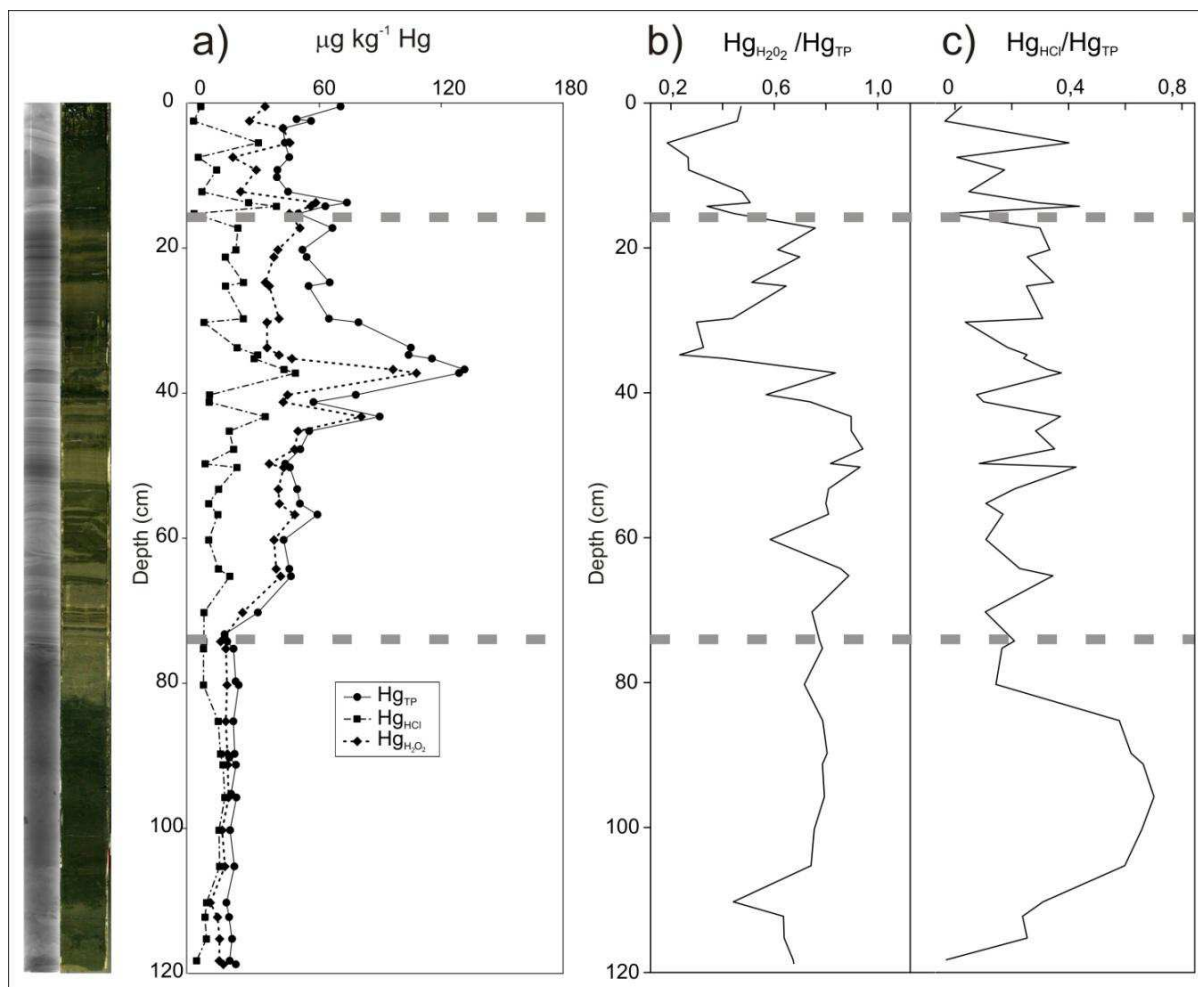 a) μg kg⁻¹ Hg
0 60 120 180
b) Hg_H₂O₂ /Hg_TP
0,2 0,6 1,0
c) Hg_HCl/Hg_TP
0 0,4 0,8
Depth (cm)
0
20
40
60
80
100
120
Hg_TP
Hg_HCl
Hg_H₂O₂
Depth (cm)
0
20
40
60
80
100
120